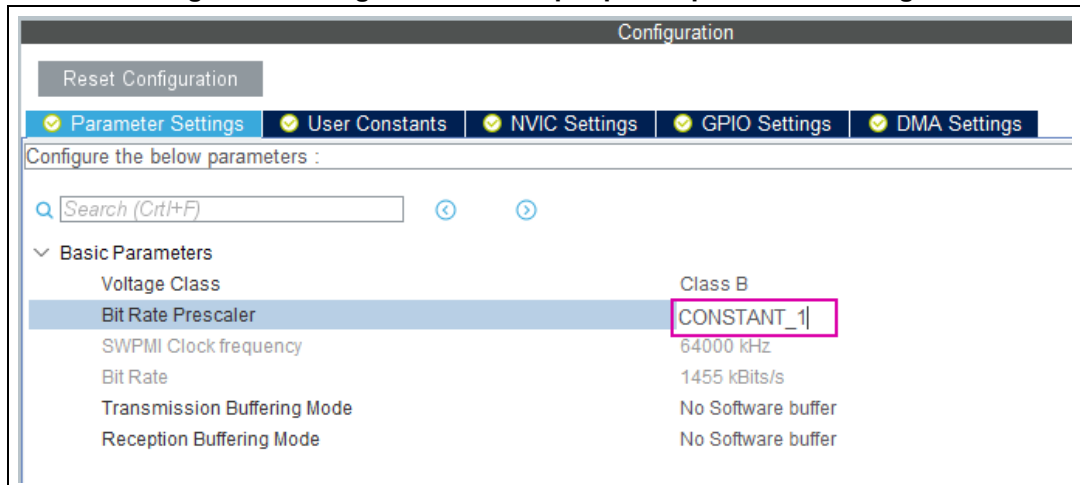 Configuration
Reset Configuration
Parameter Settings User Constants NVIC Settings GPIO Settings DMA Settings
Configure the below parameters :
Search (Crtl+F)
Basic Parameters
Voltage Class Class B
Bit Rate Prescaler CONSTANT_1
SWPMI Clock frequency 64000 kHz
Bit Rate 1455 kBits/s
Transmission Buffering Mode No Software buffer
Reception Buffering Mode No Software buffer